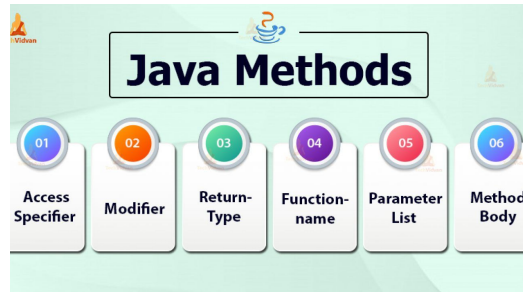 Vidvan
Java Methods
01
02
03
04
05
06
Access
Specifier
Modifier
Return-
Type
Function-
name
Parameter
List
Method
Body